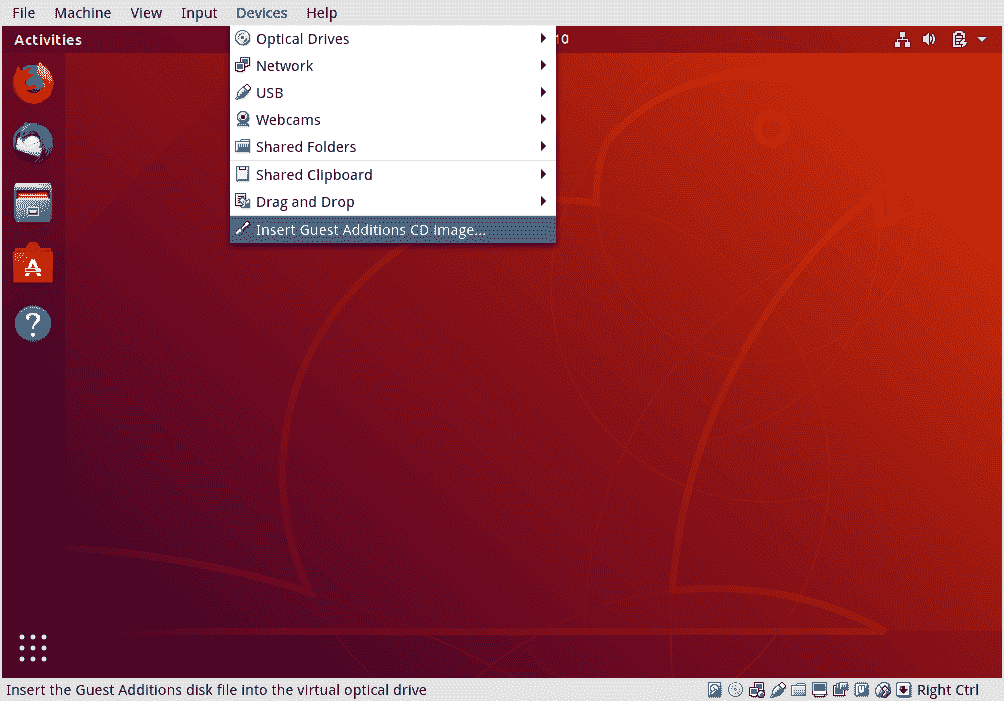 File Machine View Input Devices Help
Activities
10
Optical Drives
Network
USB
Webcams
Shared Folders
Shared Clipboard
Drag and Drop
Insert Guest Additions CD image...
?
Insert the Guest Additions disk file into the virtual optical drive
Right Ctrl